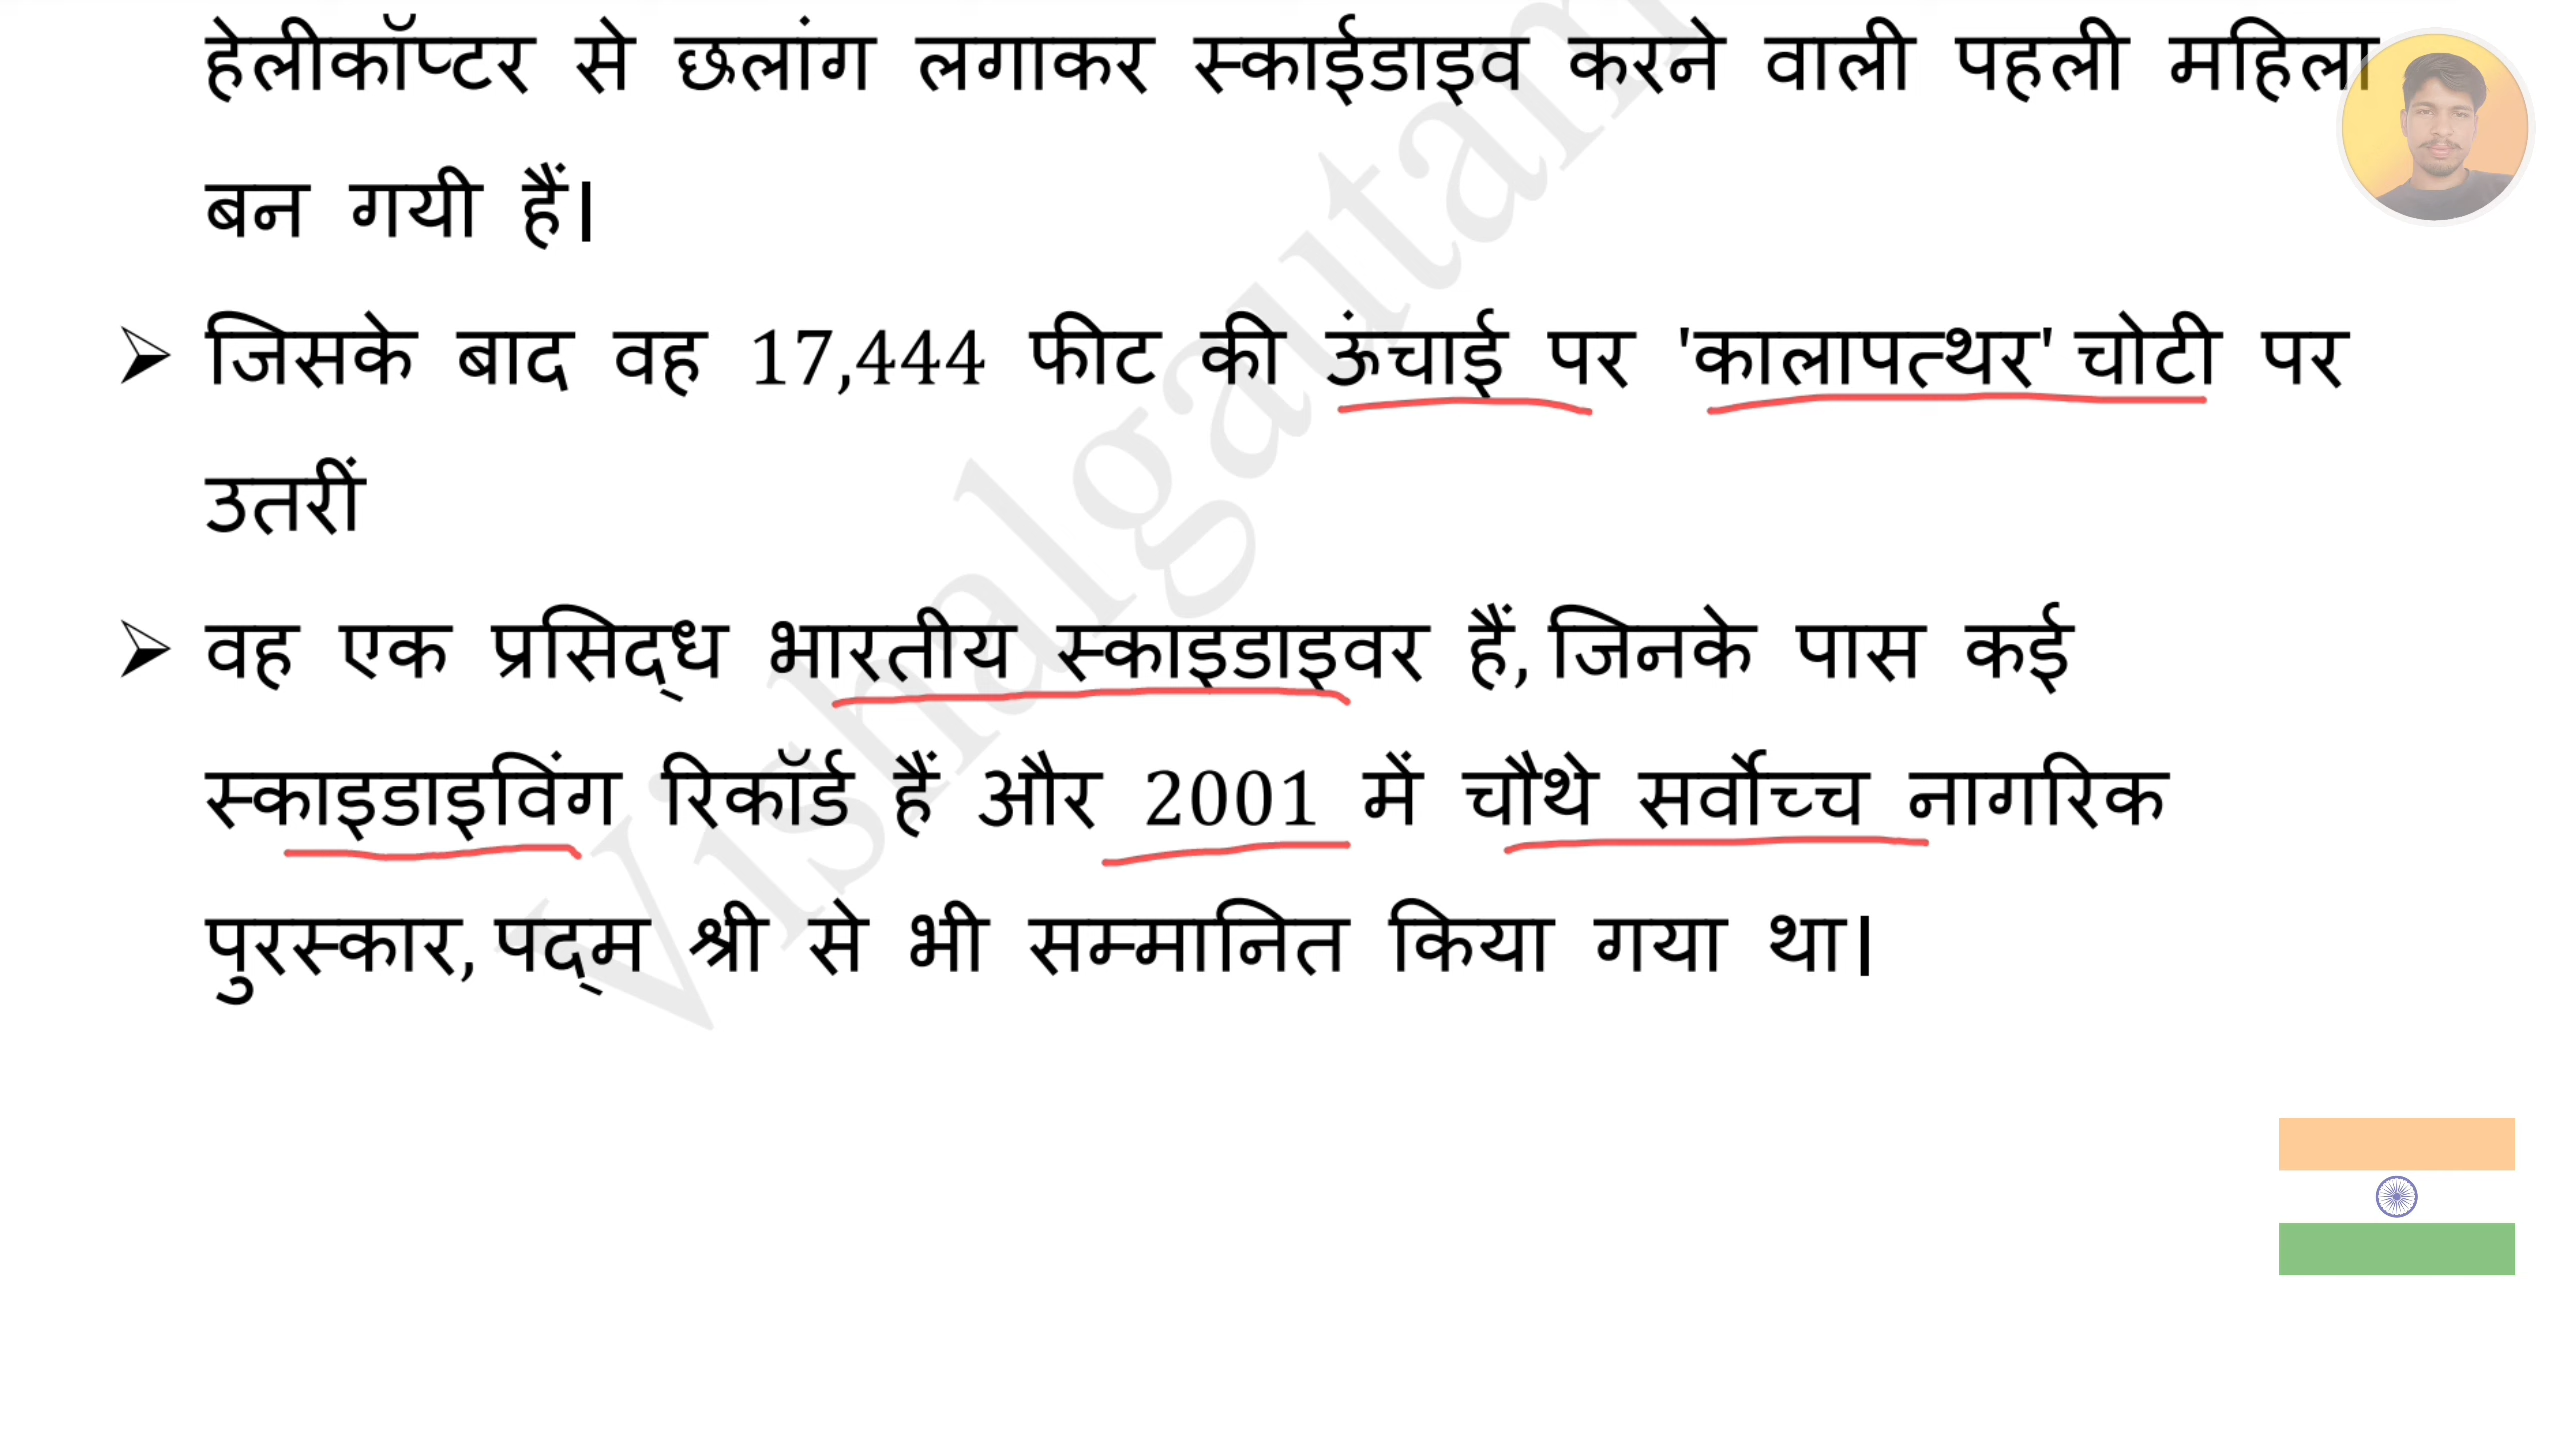 हेलीकॉप्टर से छलांग लगाकर स्काईडाइव करने वाली पहली महिला
बन गयी हैं।
➢ जिसके बाद वह 17,444 फीट की ऊंचाई पर 'कालापत्थर' चोटी पर
उतरीं
➢ वह एक प्रसिद्ध भारतीय स्काइडाइवर हैं, जिनके पास कई
स्काइडाइविंग रिकॉर्ड हैं और 2001 में चौथे सर्वोच्च नागरिक
पुरस्कार, पद्म श्री से भी सम्मानित किया गया था।
Vishalgautam